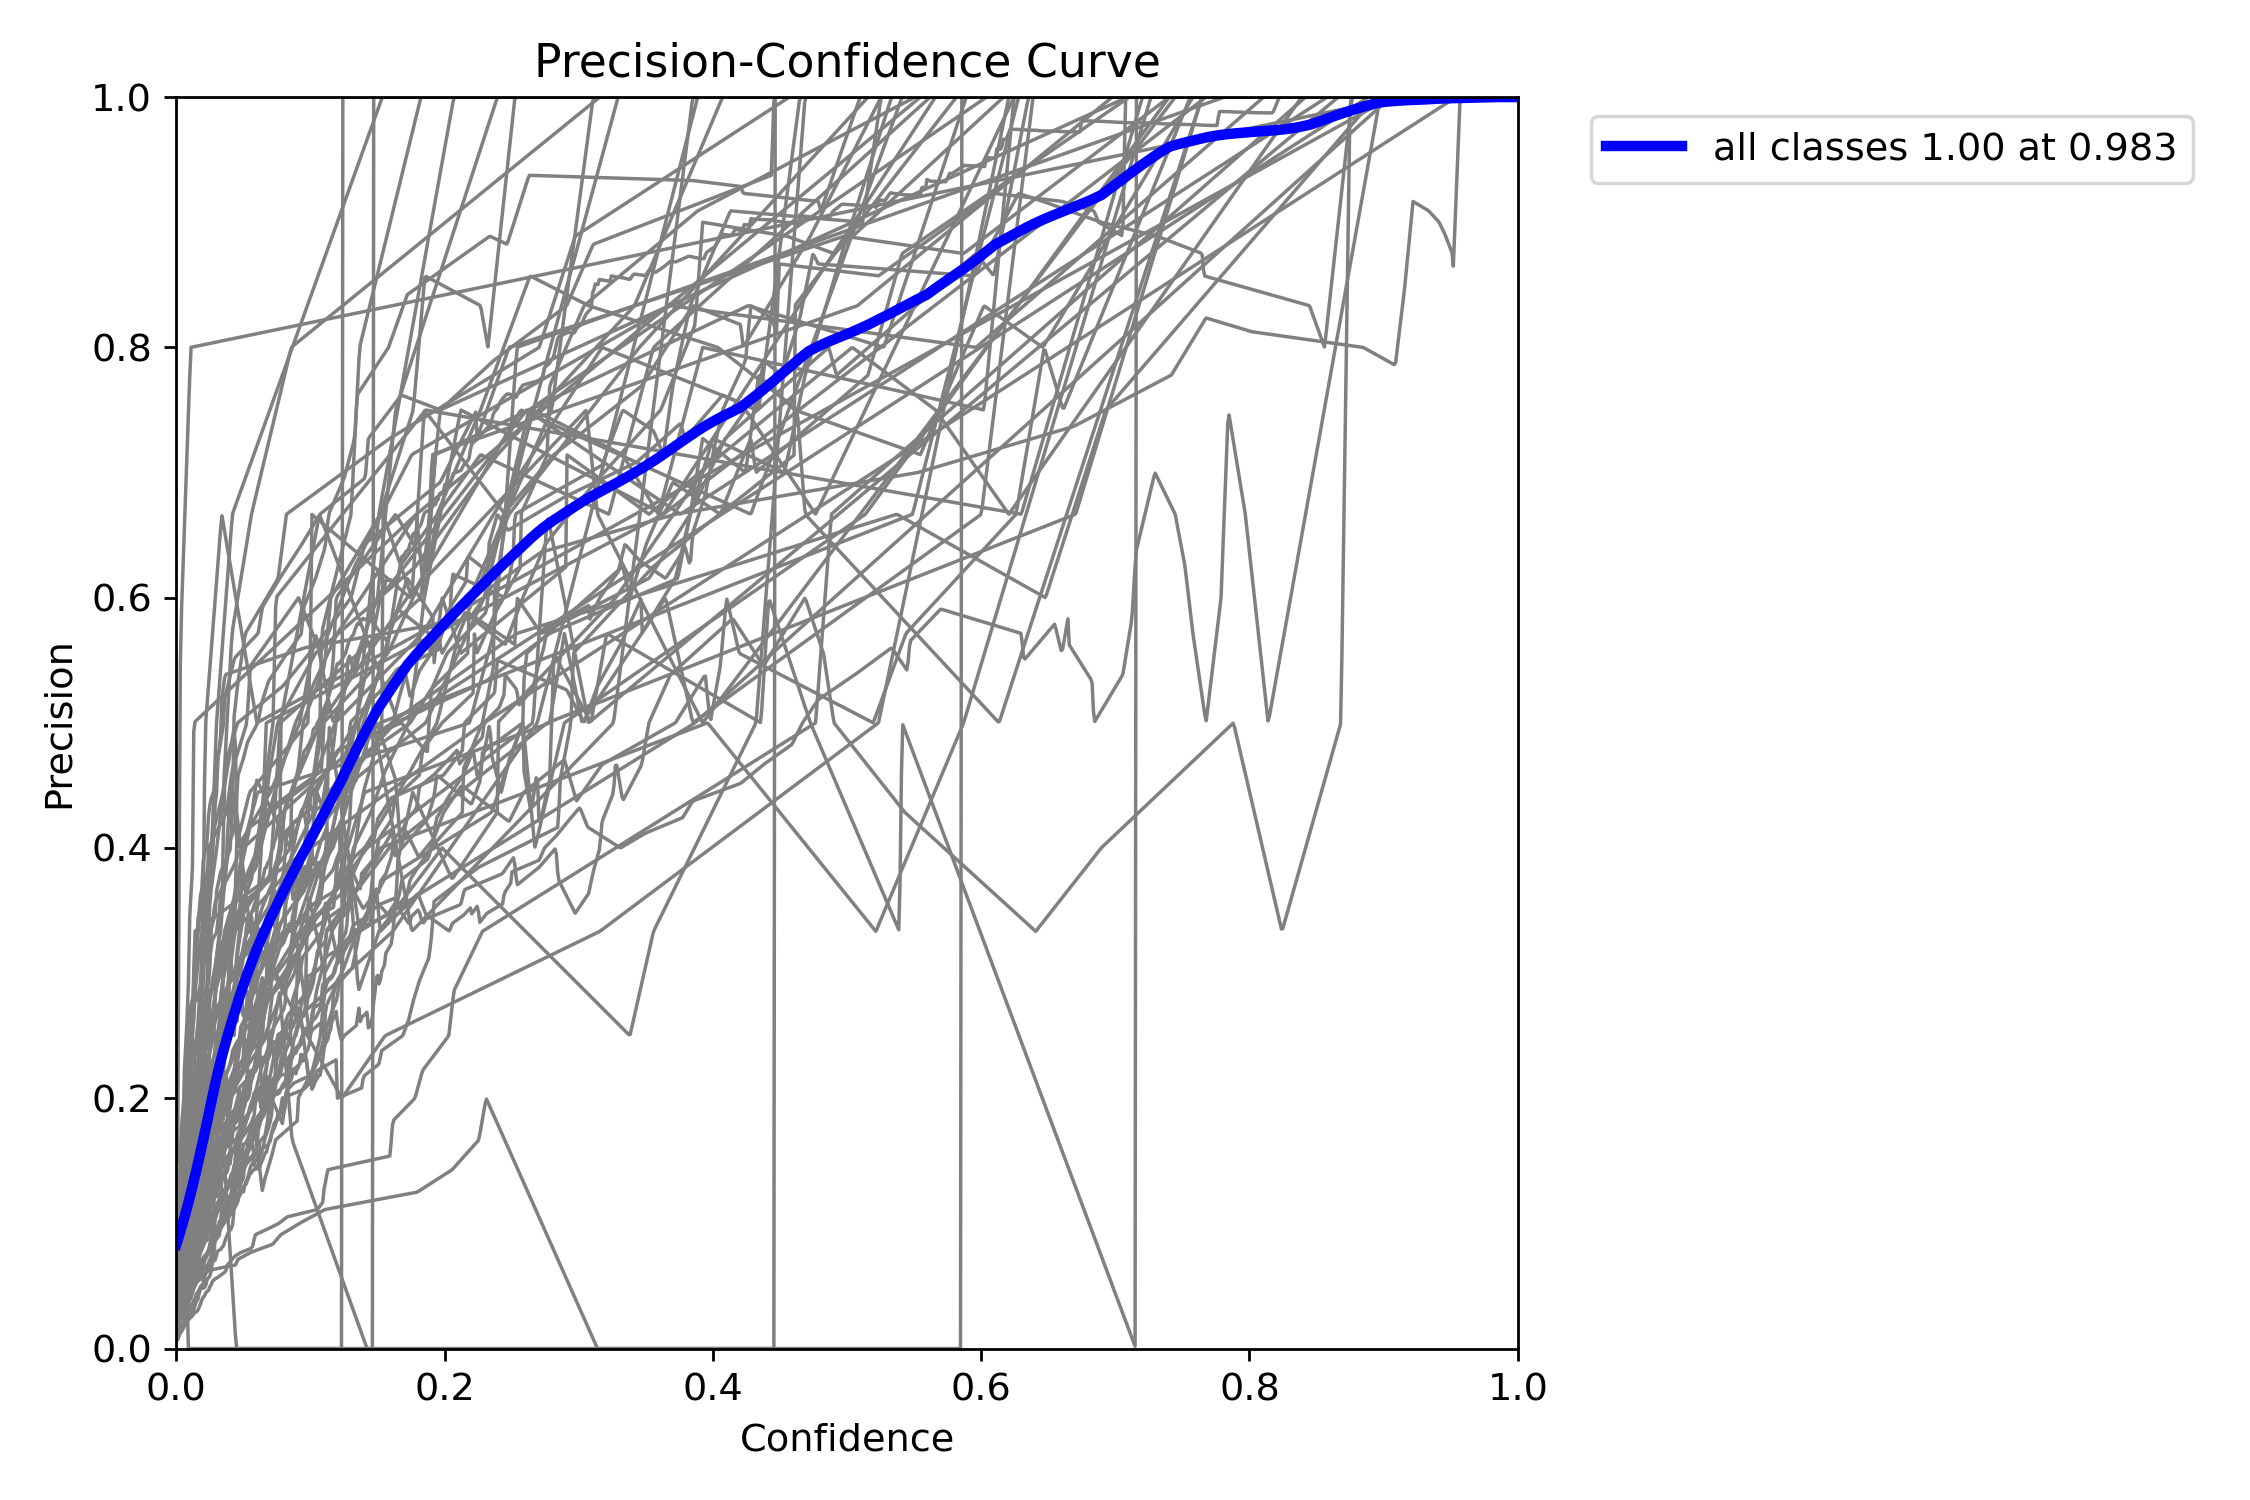 Precision-Confidence Curve
all classes 1.00 at 0.983
Precision
1.0
0.8
0.6
0.4
0.2
0.0
0.0 0.2 0.4 0.6 0.8 1.0
Confidence